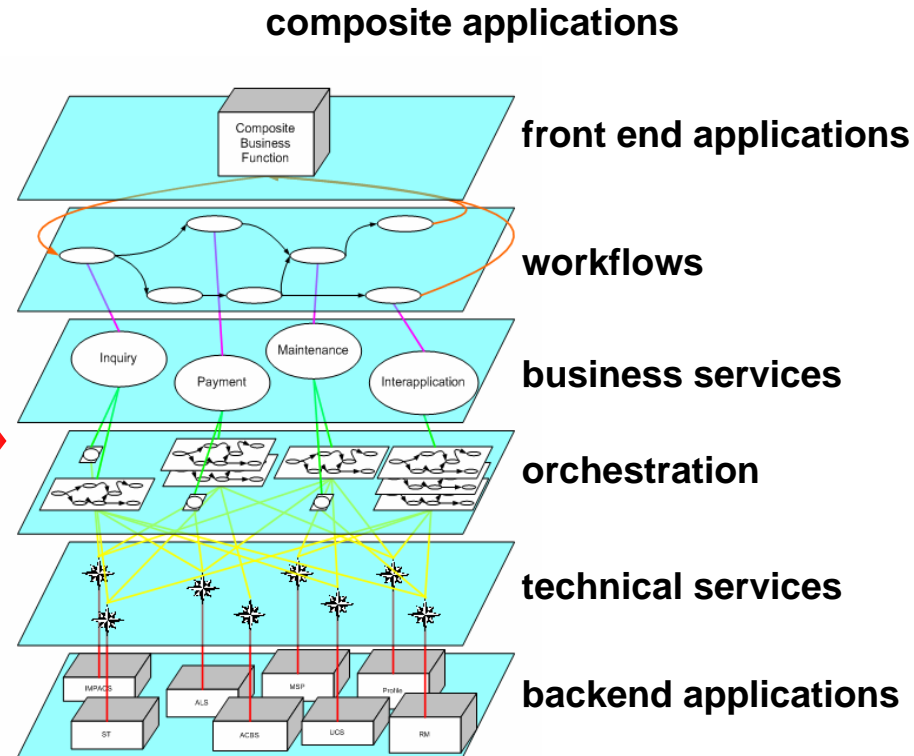 composite applications
Composite
Business
Function
front end applications
workflows
Inquiry
Payment
Maintenance
Interapplication
business services
orchestration
technical services
IMPACS
ALS
MSP
Profile
ST
ACBS
UCS
RM
backend applications